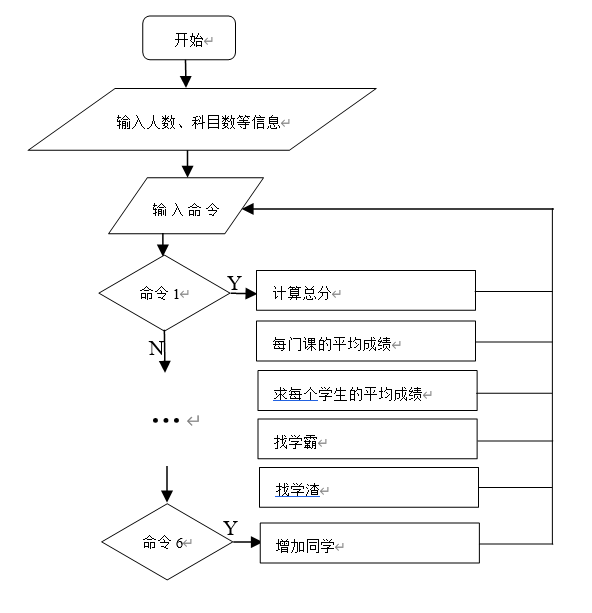 开始
输入人数、科目数等信息
输入命令
命令1
Y
计算总分
每门课的平均成绩
N
求每个学生的平均成绩
•••
找学霸
找学渣
命令6
Y
增加同学